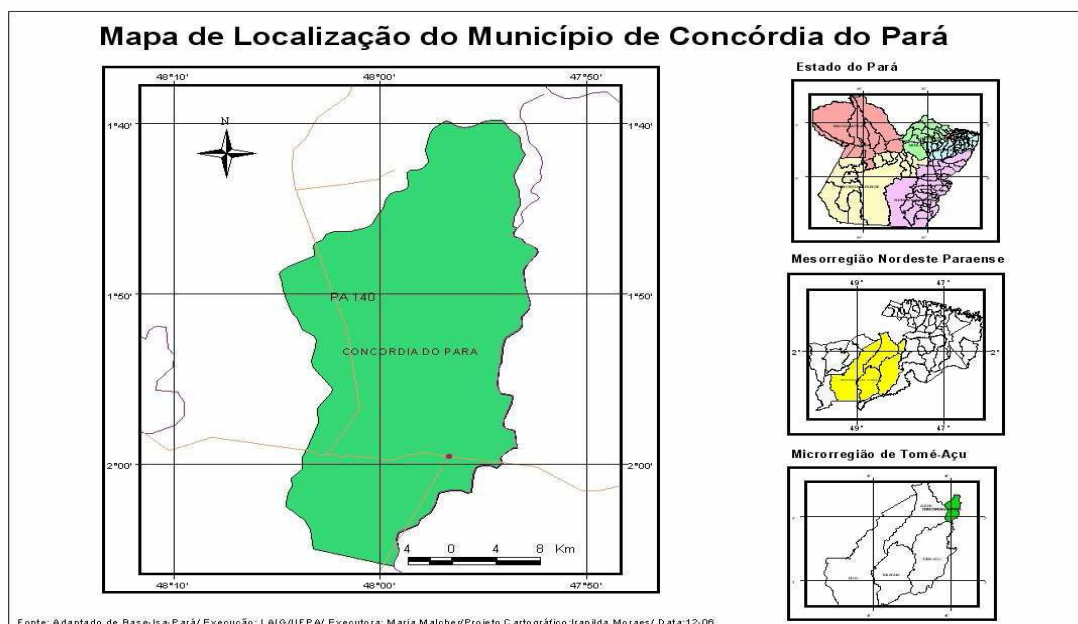 Mapa de Localização do Município de Concórdia do Pará
48°10' 48°00' 47°50'
1°40' 1°40'
N
1°50' 1°50'
PA 140
CONCORDIA DO PARA
2°00' 2°00'
4 0 4 8 Km
48°10' 48°00' 47°50'
Estado do Pará
Mesorregião Nordeste Paraense
49° 47°
2° 2°
49° 47°
Microrregião de Tomé-Açu
Fonte: Adaptado de Base-Isa-Pará/ Execução: LAIG/UFPA/ Executora: Maria Malcher/Projeto Cartográfico:Iranilda Moraes/ Data:12-06